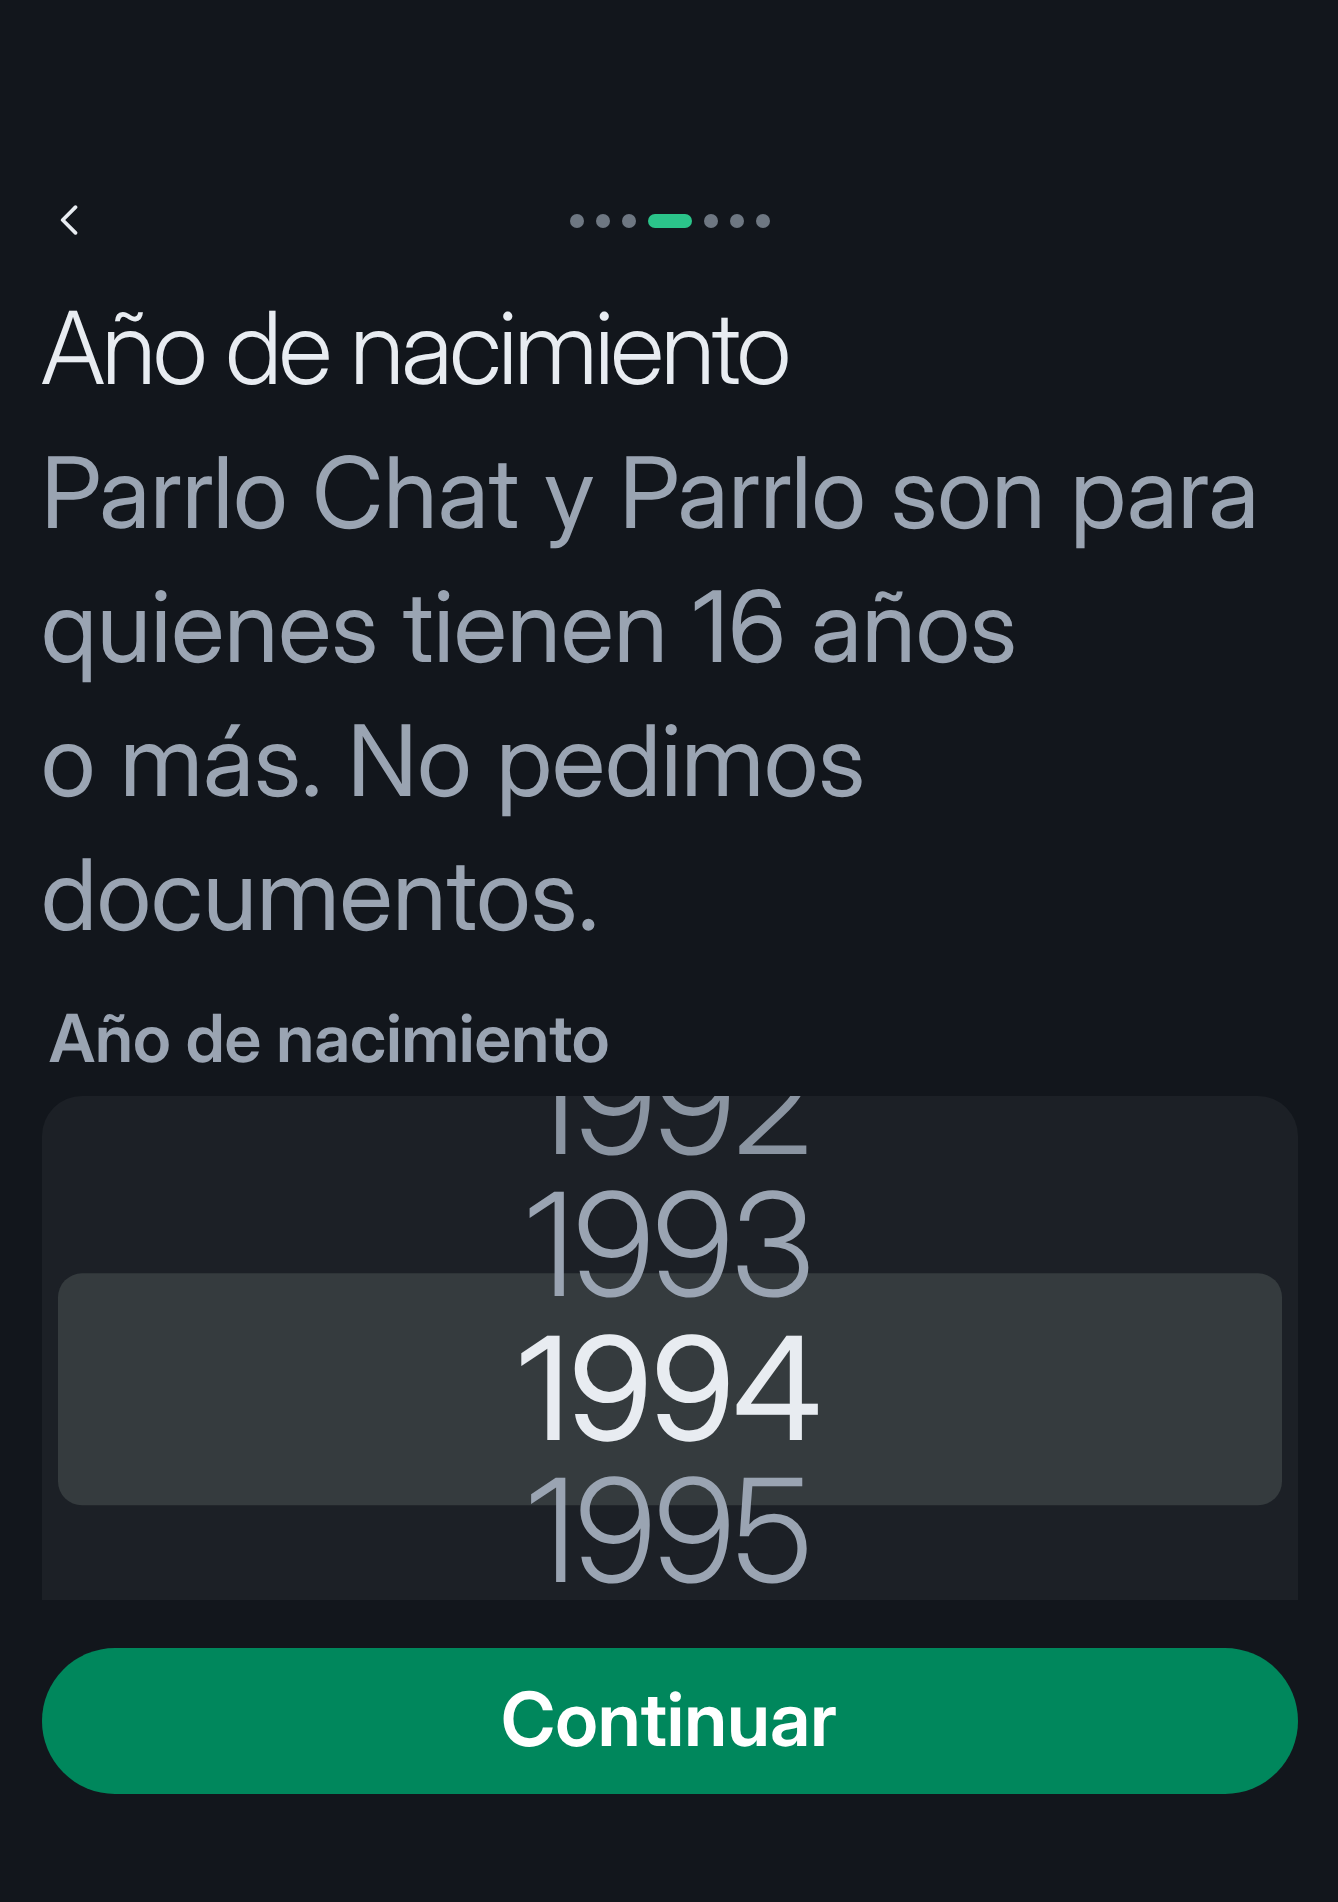 Año de nacimiento
Parrlo Chat y Parrlo son para
quienes tienen 16 años
o más. No pedimos
documentos.
Año de nacimiento
1992
1993
1994
1995
Continuar